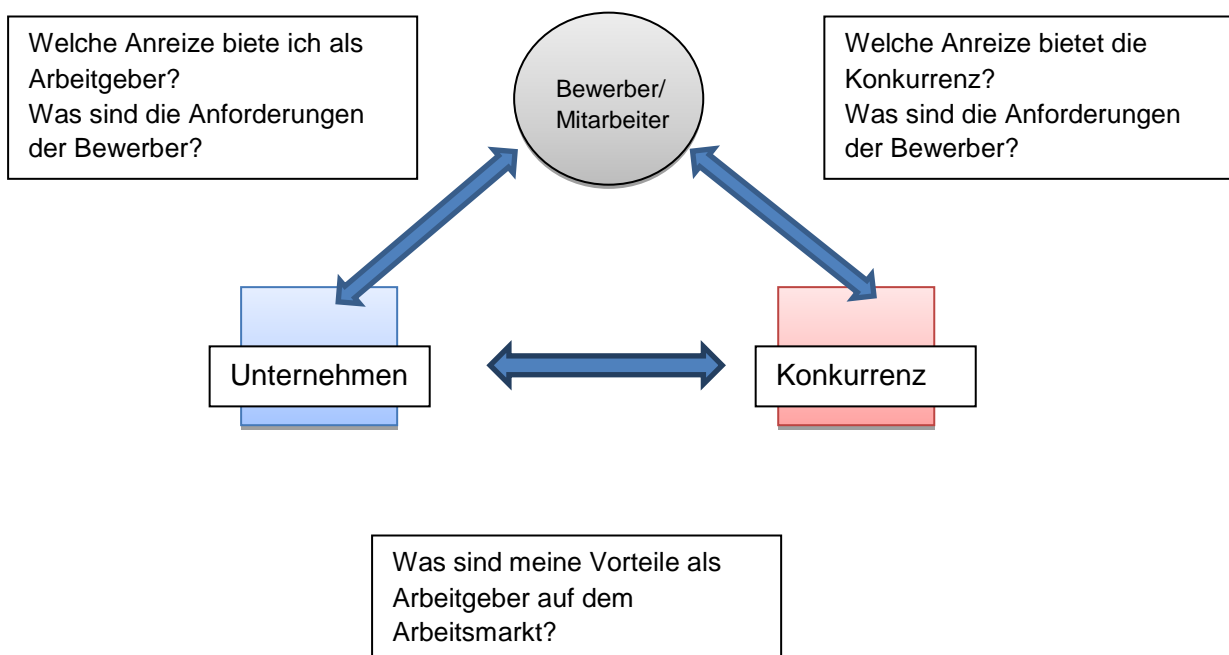 Welche Anreize biete ich als
Arbeitgeber?
Was sind die Anforderungen
der Bewerber?
Bewerber/
Mitarbeiter
Welche Anreize bietet die
Konkurrenz?
Was sind die Anforderungen
der Bewerber?
Unternehmen
Konkurrenz
Was sind meine Vorteile als
Arbeitgeber auf dem
Arbeitsmarkt?